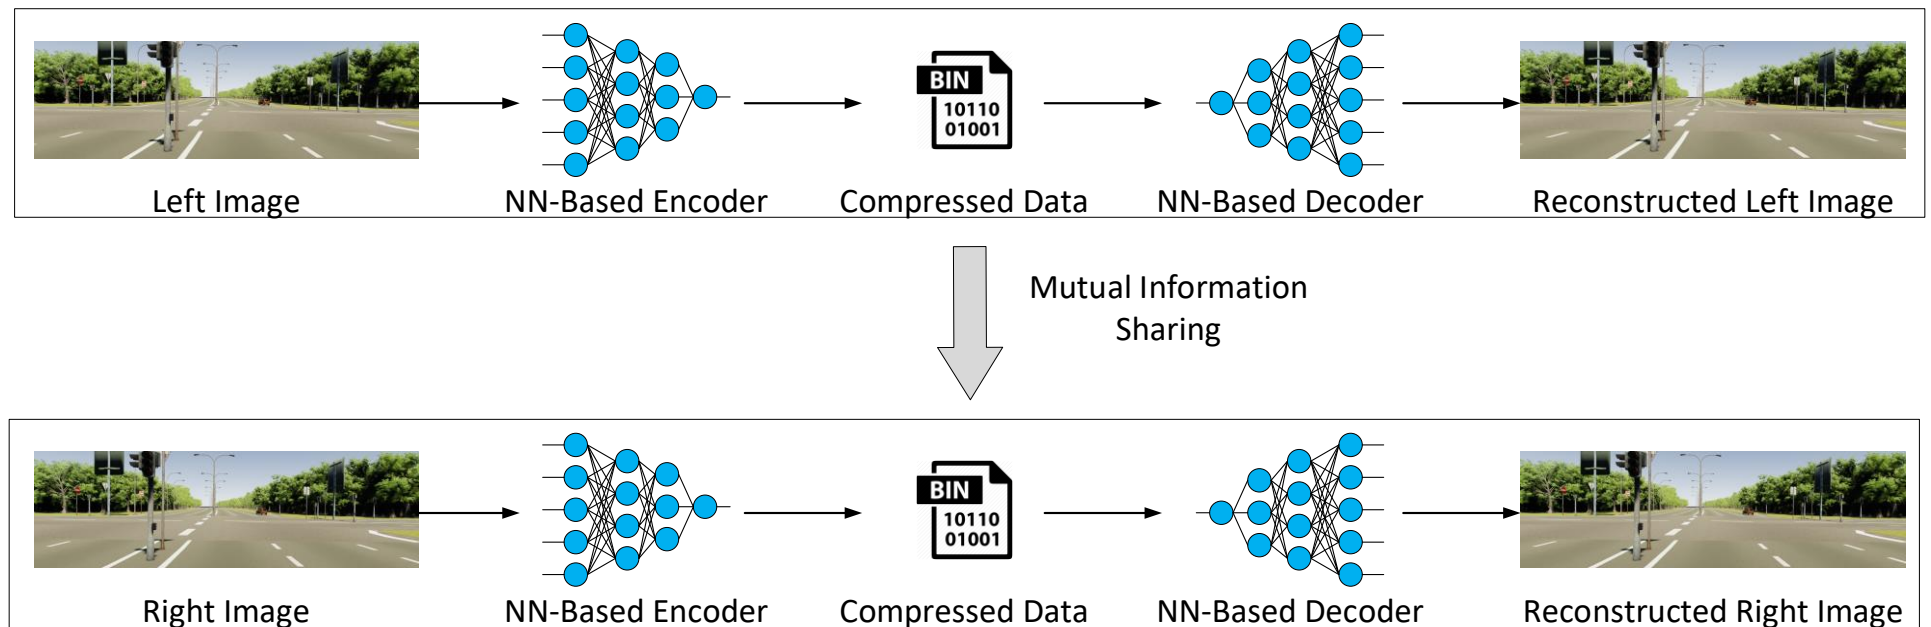 BIN
10110
01001
Left Image
NN-Based Encoder
Compressed Data
NN-Based Decoder
Reconstructed Left Image
Mutual Information
Sharing
BIN
10110
01001
Right Image
NN-Based Encoder
Compressed Data
NN-Based Decoder
Reconstructed Right Image